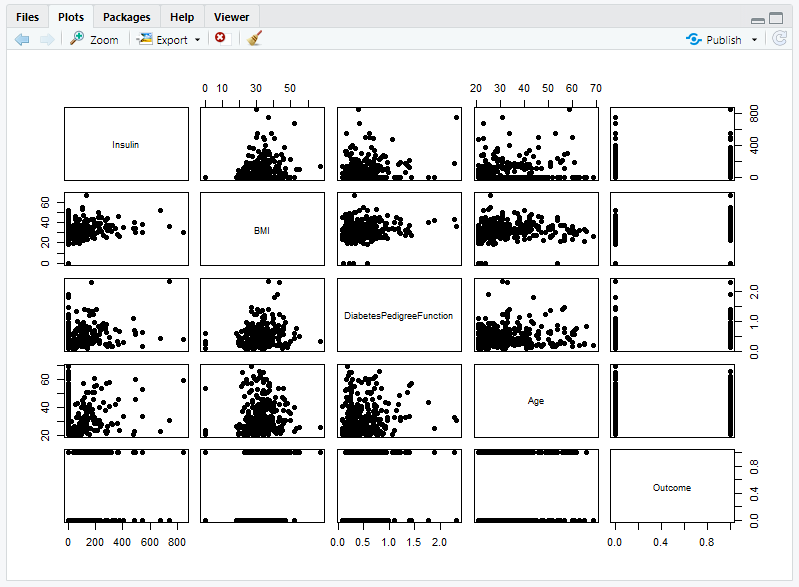 Files Plots Packages Help Viewer
Zoom Export Publish
0 10 30 50 20 30 40 50 60 70
Insulin
0 400 800
BMI
0 20 40 60
DiabetesPedigreeFunction
0.0 1.0 2.0
Age
20 40 60
Outcome
0.0 0.4 0.8
0 200 400 600 800 0.0 0.5 1.0 1.5 2.0 0.0 0.4 0.8